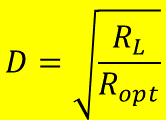 D = √(R_L / R_opt)